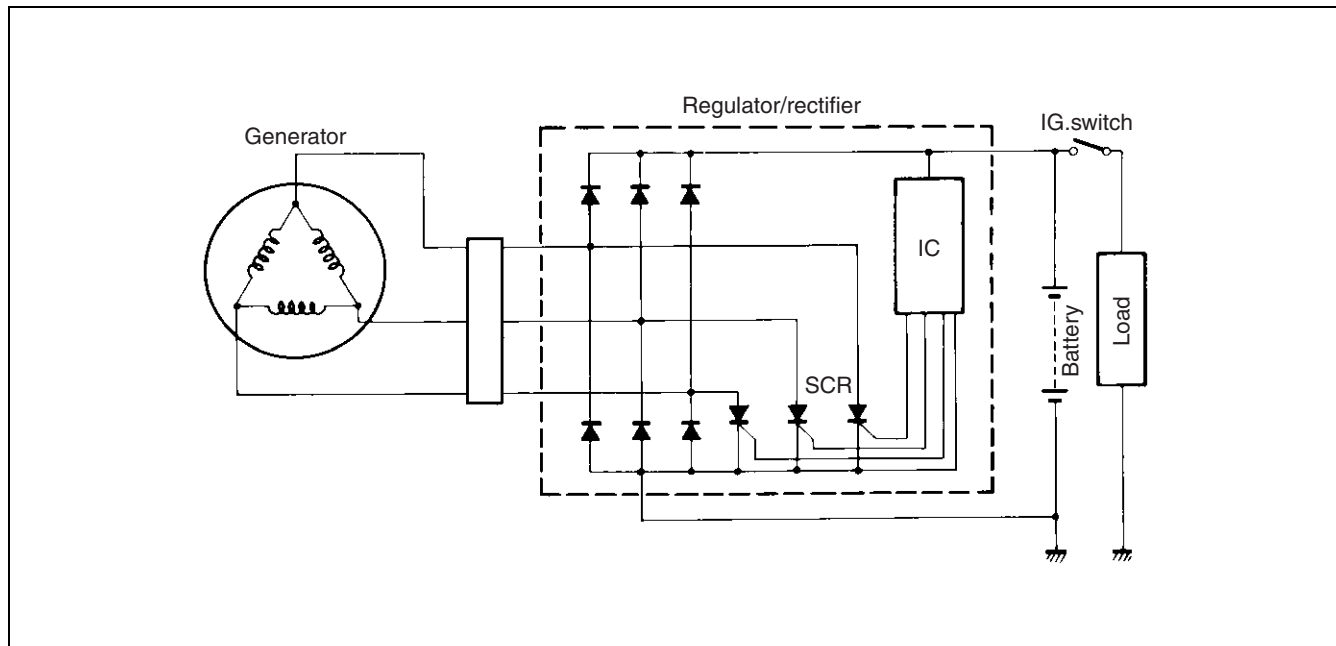 Regulator/rectifier
Generator
IG.switch
IC
SCR
Battery
Load